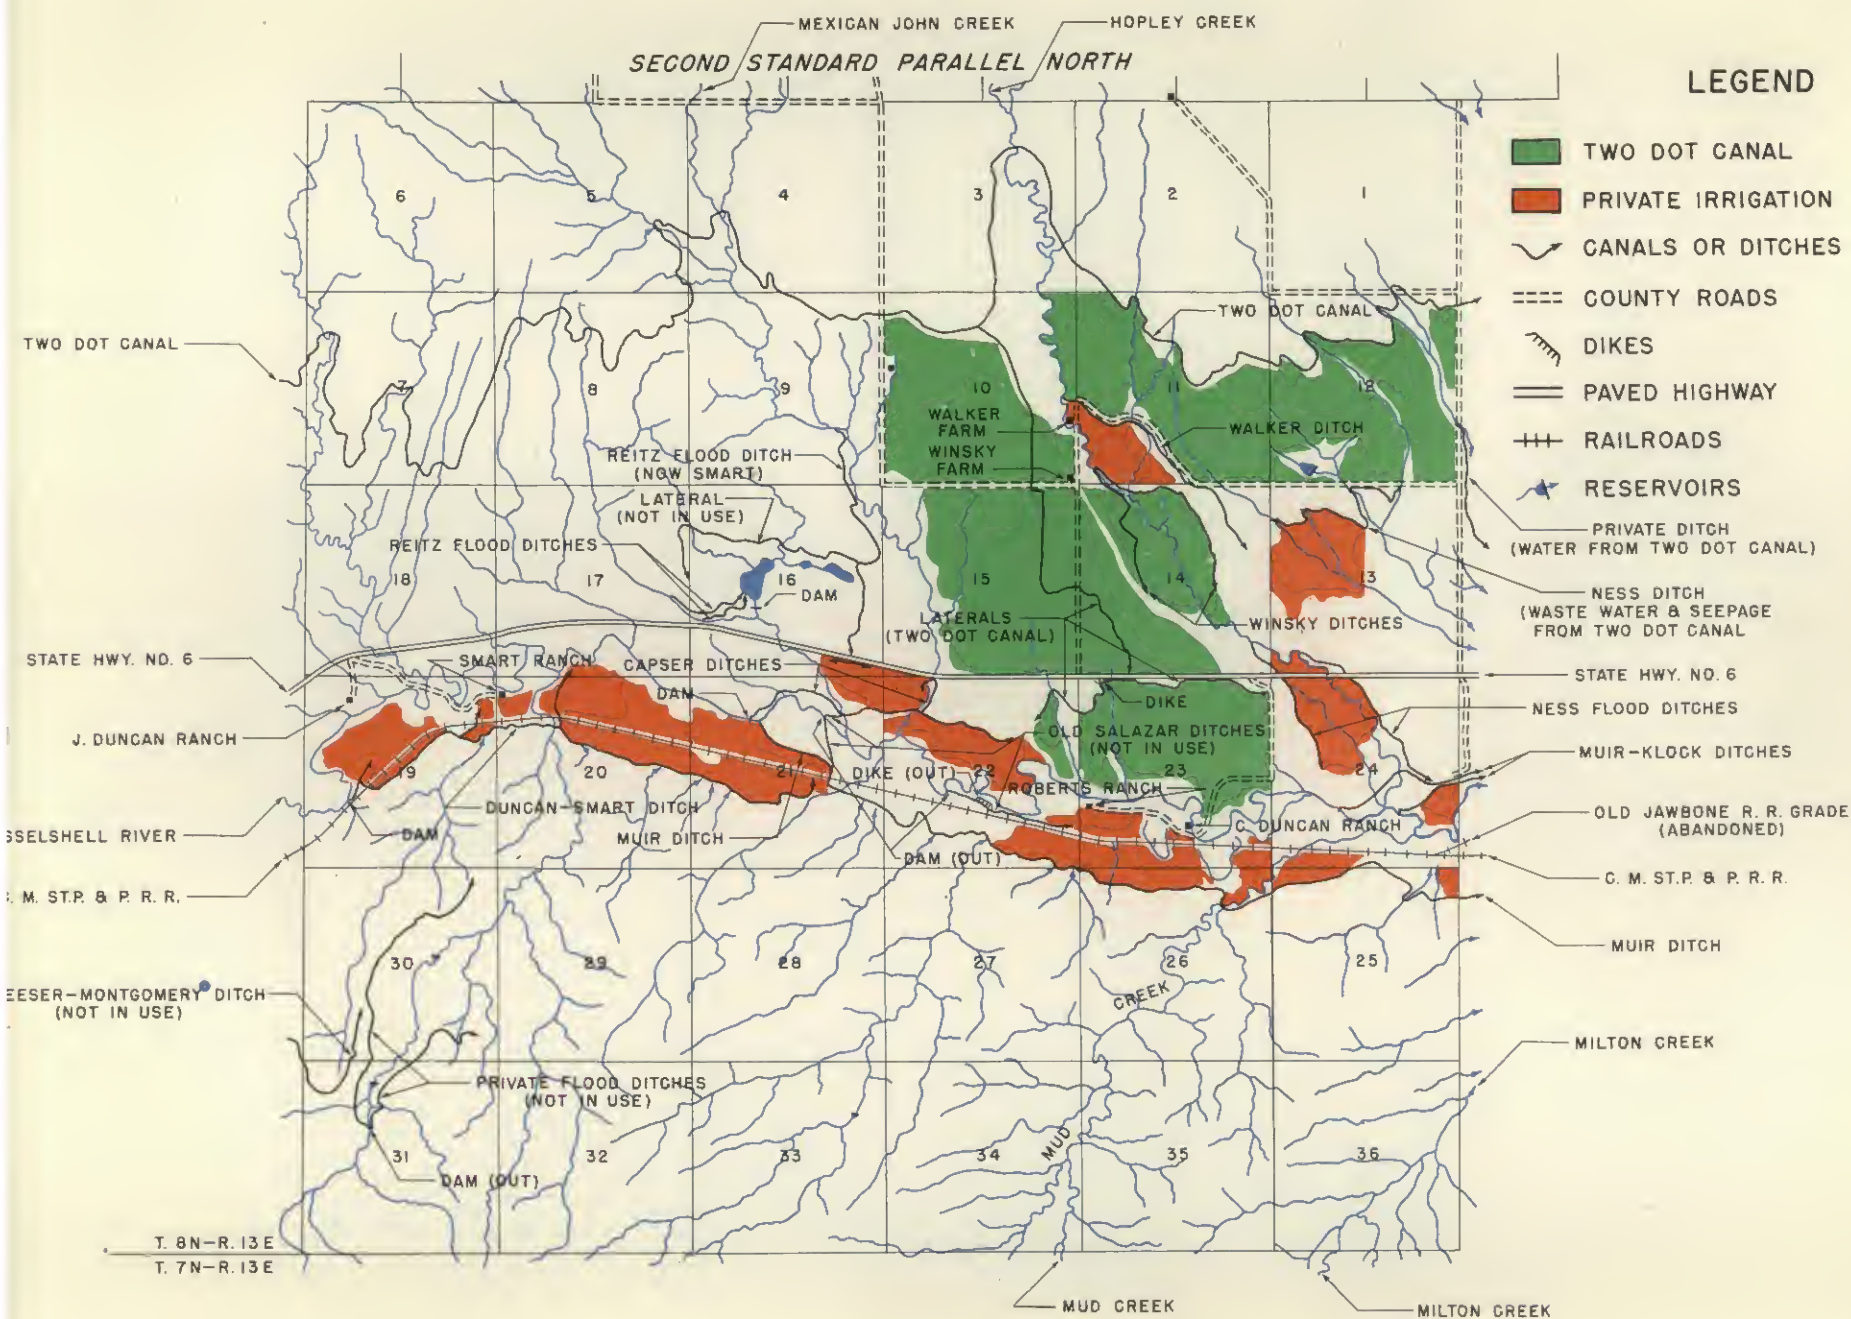 MEXICAN JOHN CREEK
HOPLEY CREEK
SECOND STANDARD PARALLEL NORTH
LEGEND
TWO DOT CANAL
PRIVATE IRRIGATION
CANALS OR DITCHES
COUNTY ROADS
DIKES
PAVED HIGHWAY
RAILROADS
RESERVOIRS
6
5
4
3
2
1
TWO DOT CANAL
TWO DOT CANAL
7
8
9
10
11
12
WALKER
FARM
WINSKY
FARM
WALKER DITCH
REITZ FLOOD DITCH
(NOW SMART)
LATERAL
(NOT IN USE)
REITZ FLOOD DITCHES
PRIVATE DITCH
(WATER FROM TWO DOT CANAL)
NESS DITCH
(WASTE WATER & SEEPAGE
FROM TWO DOT CANAL
18
17
16
15
14
13
DAM
LATERALS
(TWO DOT CANAL)
WINSKY DITCHES
STATE HWY. NO. 6
SMART RANCH
CAPSER DITCHES
STATE HWY. NO. 6
DAM
DIKE
NESS FLOOD DITCHES
J. DUNCAN RANCH
OLD SALAZAR DITCHES
(NOT IN USE)
MUIR-KLOCK DITCHES
19
20
21
DIKE (OUT)
22
23
24
ROBERTS RANCH
DUNCAN-SMART DITCH
SSELSHELL RIVER
DAM
MUIR DITCH
C. DUNCAN RANCH
OLD JAWBONE R. R. GRADE
(ABANDONED)
DAM (OUT)
. M. ST.P. & P. R. R.
C. M. ST.P. & P. R. R.
MUIR DITCH
30
29
28
27
26
25
EESER-MONTGOMERY DITCH
(NOT IN USE)
CREEK
MILTON CREEK
PRIVATE FLOOD DITCHES
(NOT IN USE)
MUD
31
32
33
34
35
36
DAM (OUT)
T. 8N-R. 13 E
T. 7N-R. 13 E
MUD CREEK
MILTON CREEK